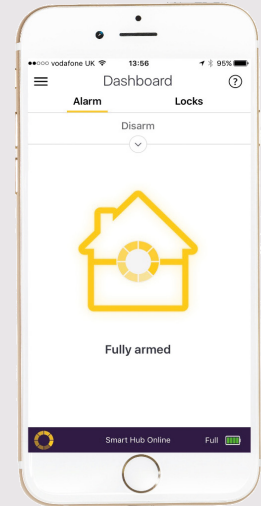 vodafone UK 13:56 95%
Dashboard ?
Alarm Locks
Disarm
Fully armed
Smart Hub Online Full